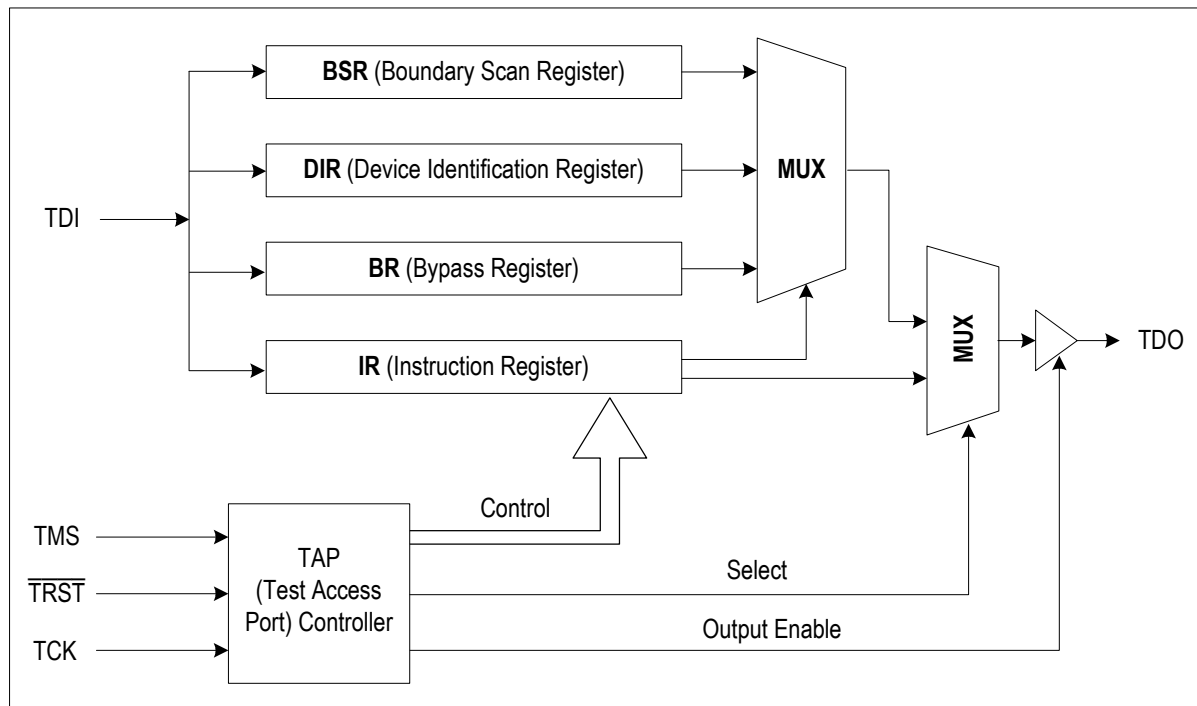 BSR (Boundary Scan Register)
DIR (Device Identification Register)
MUX
TDI
BR (Bypass Register)
MUX
TDO
IR (Instruction Register)
Control
TMS
TAP
(Test Access
Port) Controller
TRST
Select
TCK
Output Enable